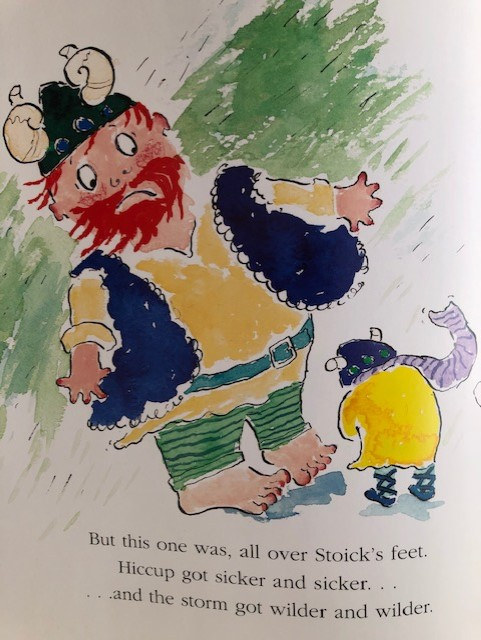 But this one was, all over Stoick's feet.
Hiccup got sicker and sicker. . .
. . .and the storm got wilder and wilder.